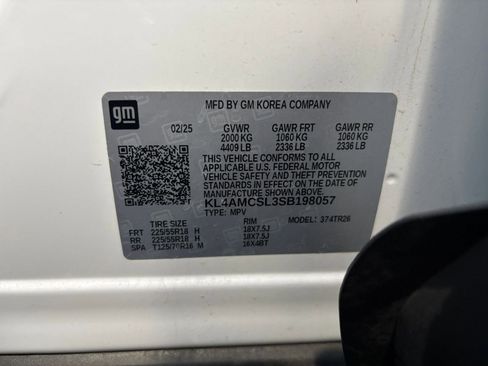 gm
MFD BY GM KOREA COMPANY
02/25 GVWR GAWR FRT GAWR RR
2000 KG 1060 KG 1060 KG
4409 LB 2336 LB 2336 LB
THIS VEHICLE CONFORMS TO ALL
APPLICABLE U.S. FEDERAL MOTOR
VEHICLE SAFETY AND THEFT PREVENTION
STANDARDS IN EFFECT ON THE DATE OF
MANUFACTURE SHOWN ABOVE.
KL4AMCSL3SB198057
TYPE: MPV MODEL: 374TR26
TIRE SIZE RIM
FRT 225/55R18 H 18X7.5J
RR 225/55R18 H 18X7.5J
SPA T125/70R16 M 16X4BT